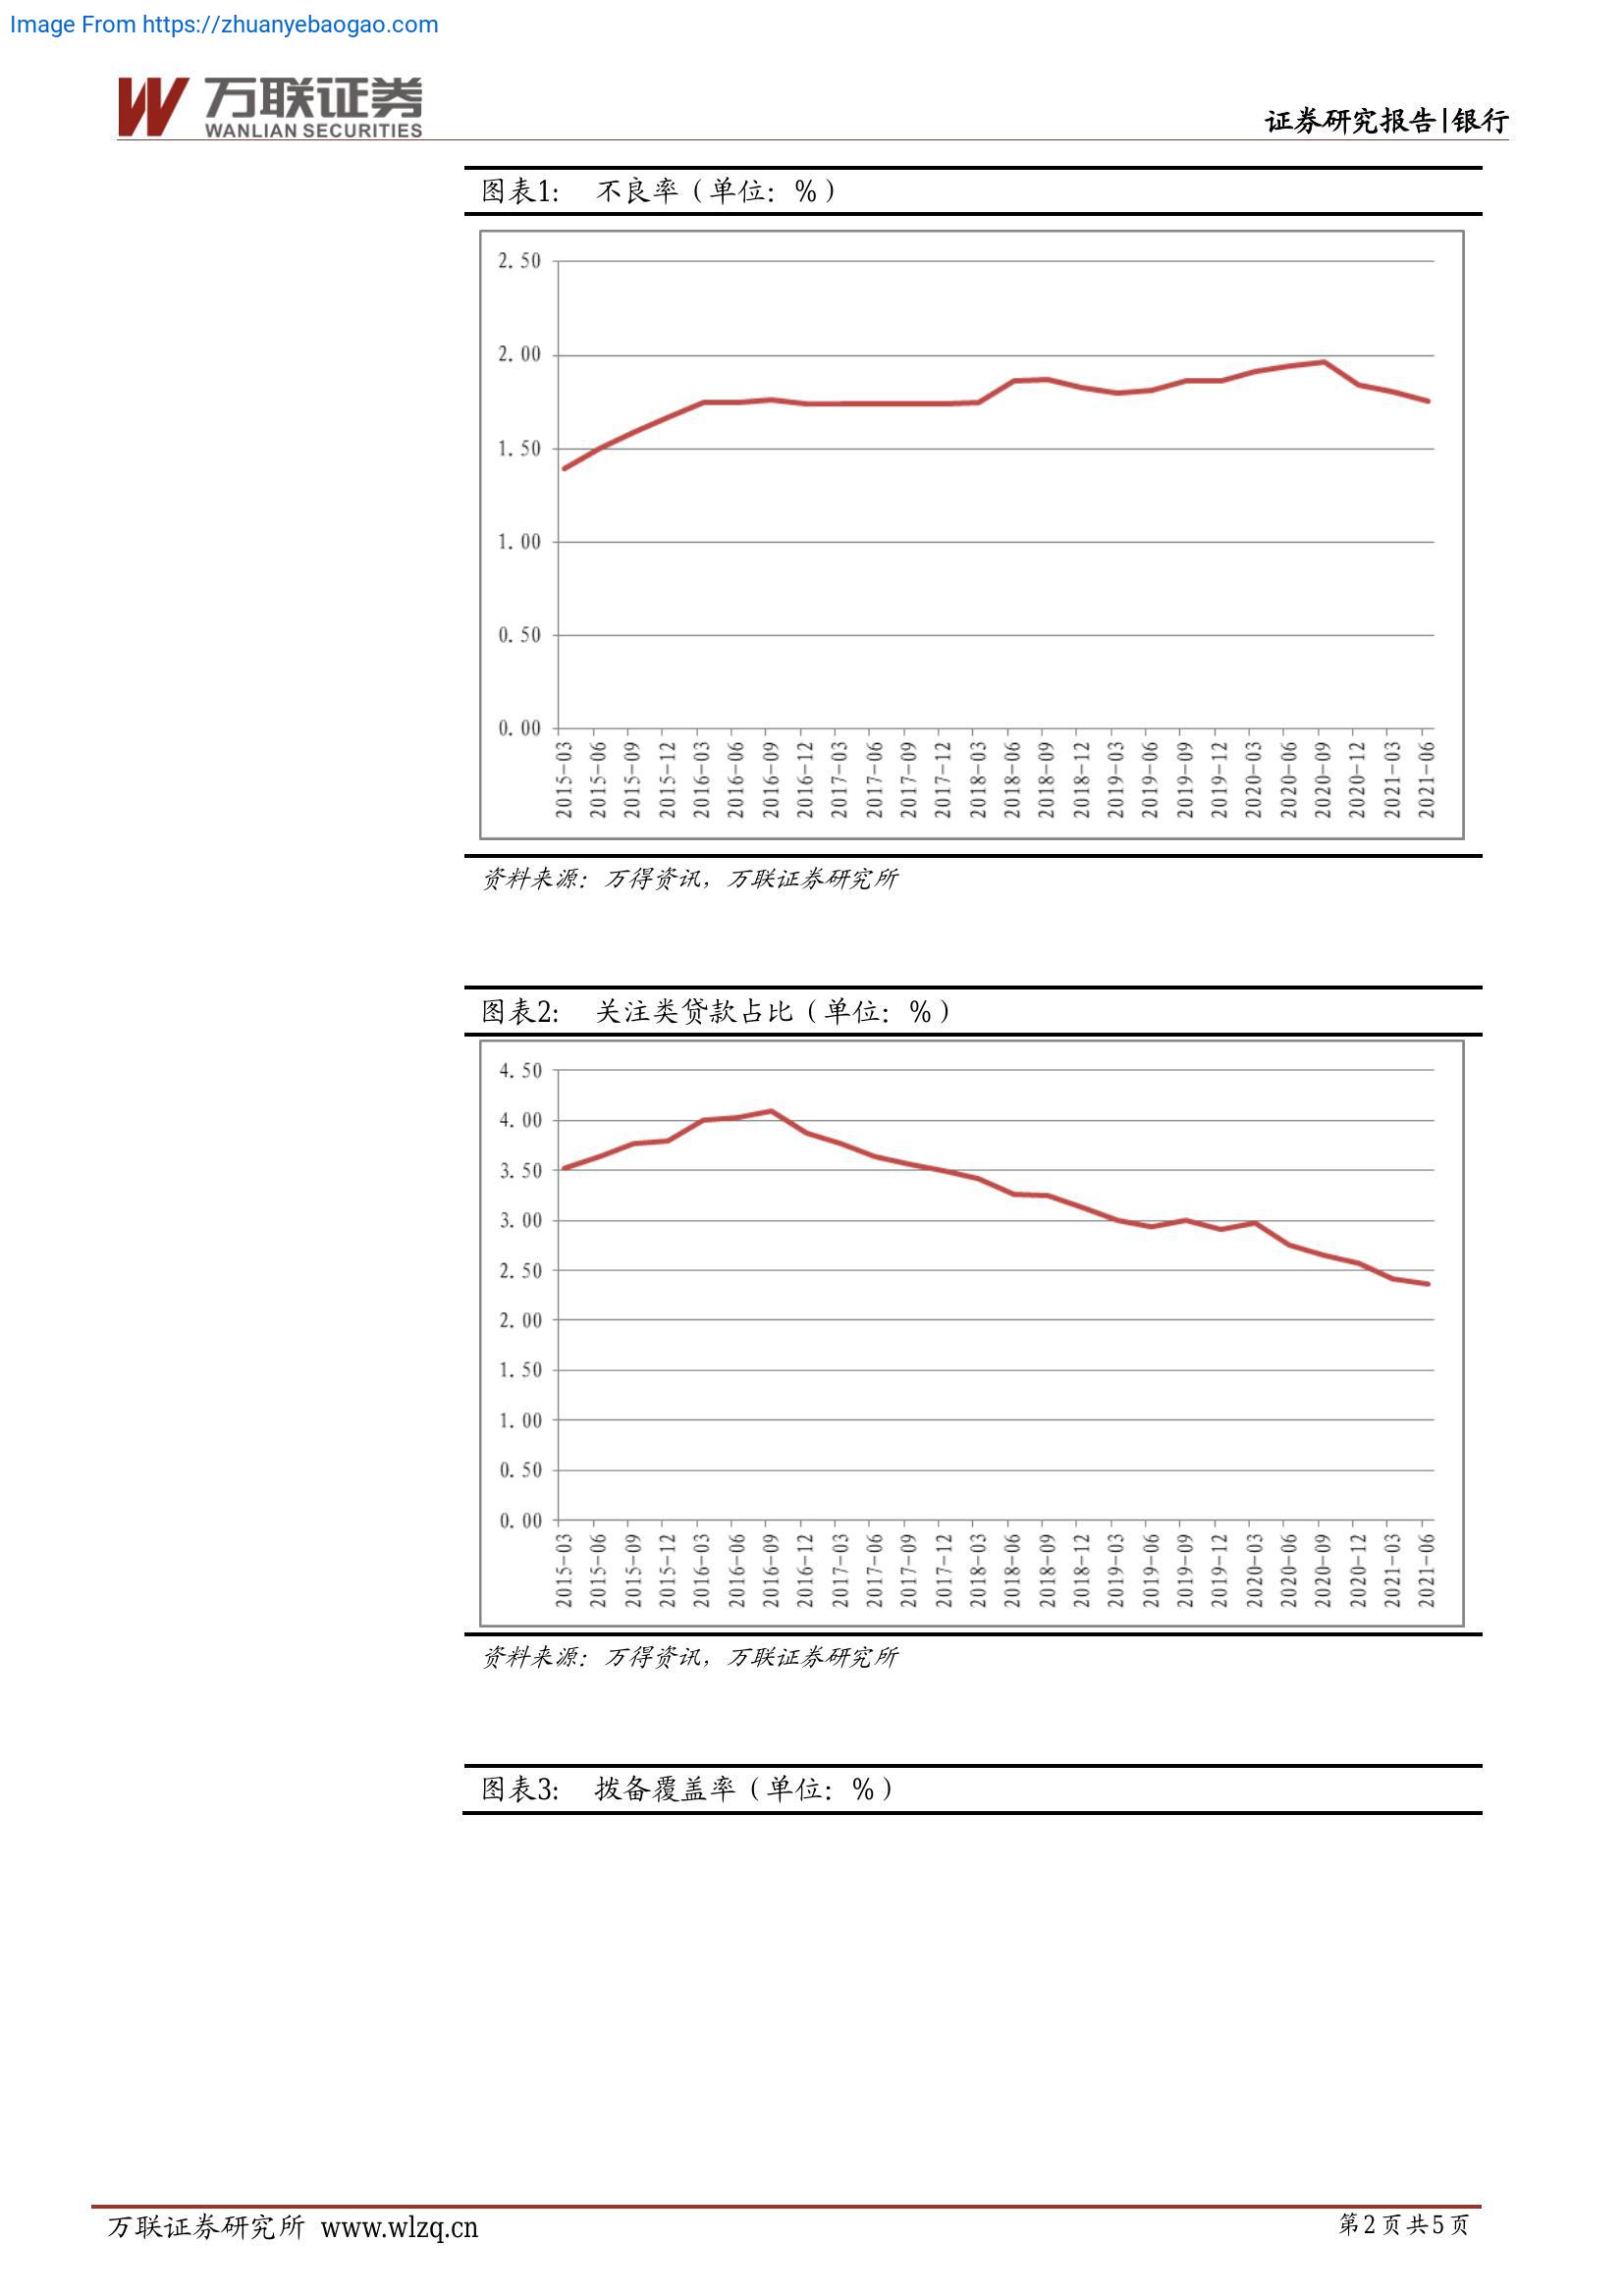 Image From https://zhuanyebaogao.com
万联证券
WANLIAN SECURITIES
证券研究报告|银行
图表1: 不良率（单位：%）
2.50
2.00
1.50
1.00
0.50
0.00
2015-03 2015-06 2015-09 2015-12 2016-03 2016-06 2016-09 2016-12 2017-03 2017-06 2017-09 2017-12 2018-03 2018-06 2018-09 2018-12 2019-03 2019-06 2019-09 2019-12 2020-03 2020-06 2020-09 2020-12 2021-03 2021-06
资料来源：万得资讯，万联证券研究所
图表2: 关注类贷款占比（单位：%）
4.50
4.00
3.50
3.00
2.50
2.00
1.50
1.00
0.50
0.00
2015-03 2015-06 2015-09 2015-12 2016-03 2016-06 2016-09 2016-12 2017-03 2017-06 2017-09 2017-12 2018-03 2018-06 2018-09 2018-12 2019-03 2019-06 2019-09 2019-12 2020-03 2020-06 2020-09 2020-12 2021-03 2021-06
资料来源：万得资讯，万联证券研究所
图表3: 拨备覆盖率（单位：%）
万联证券研究所 www.wlzq.cn
第2页共5页